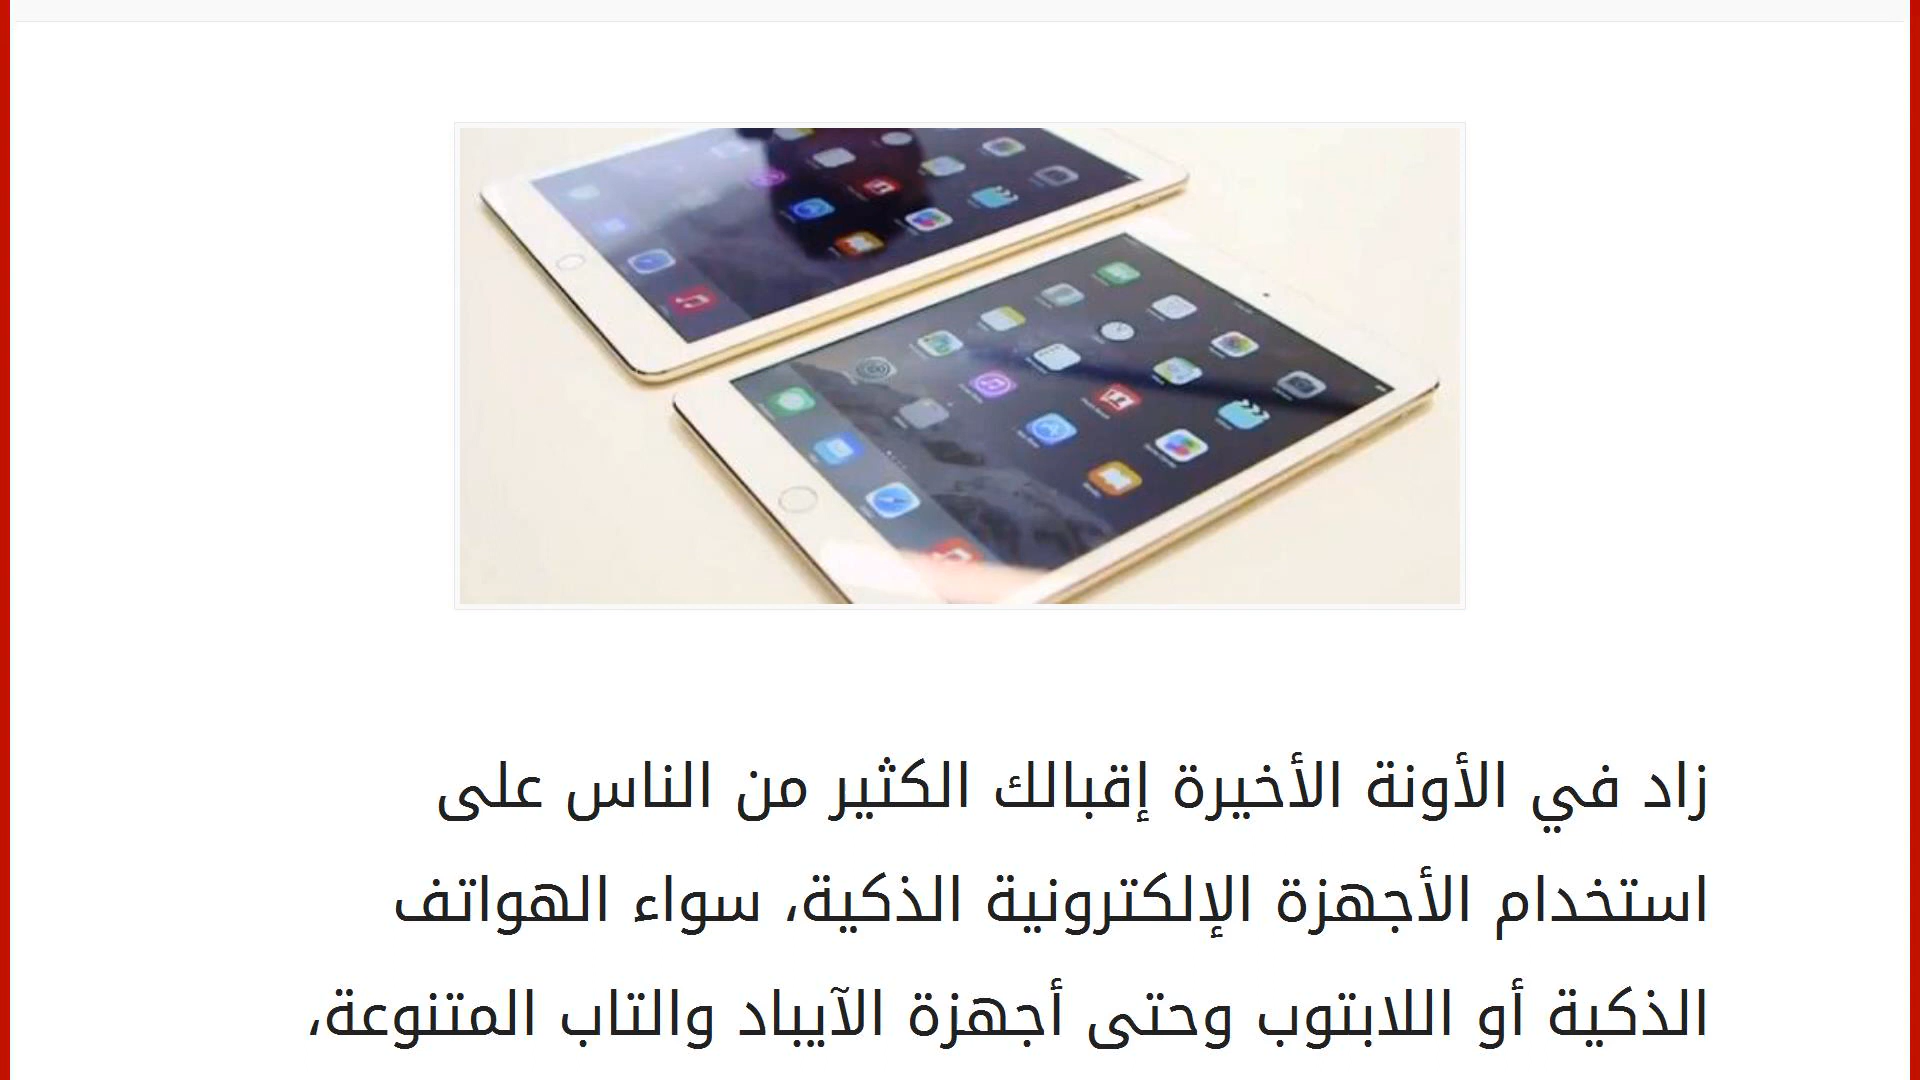 زاد في الأونة الأخيرة إقبالك الكثير من الناس على
استخدام الأجهزة الإلكترونية الذكية، سواء الهواتف
الذكية أو اللابتوب وحتى أجهزة الآيباد والتاب المتنوعة،